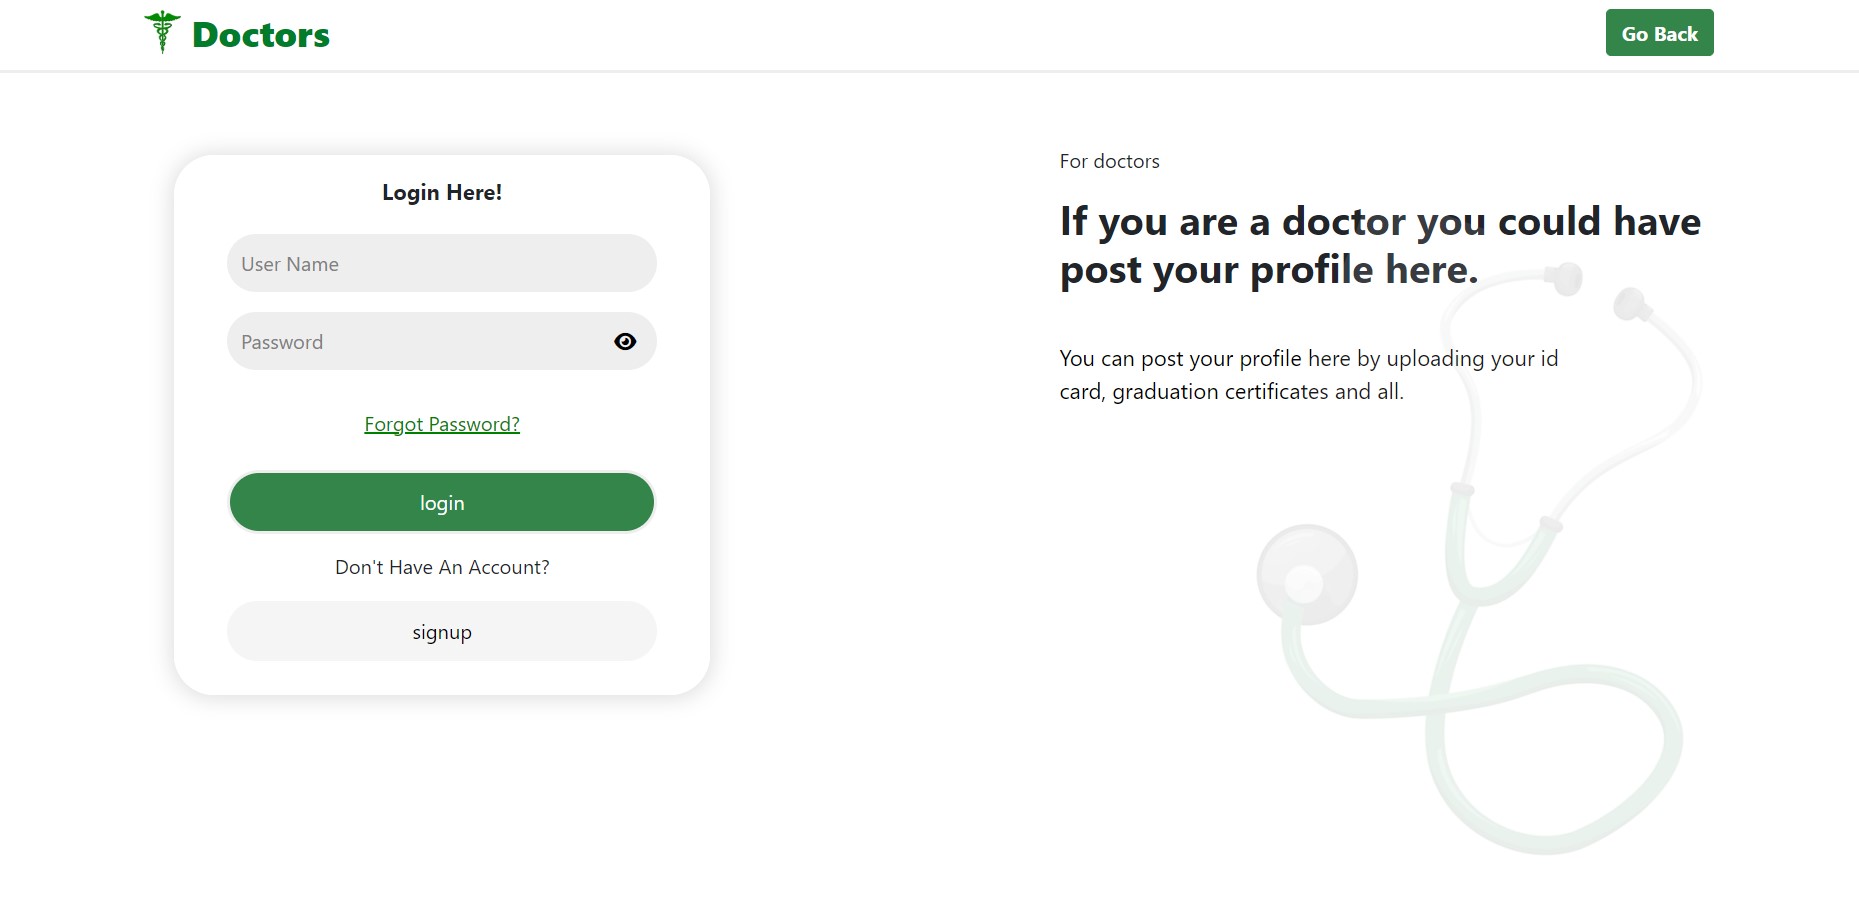 Doctors
Go Back
Login Here!
User Name
Password
Forgot Password?
login
Don't Have An Account?
signup
For doctors
If you are a doctor you could have
post your profile here.
You can post your profile here by uploading your id
card, graduation certificates and all.